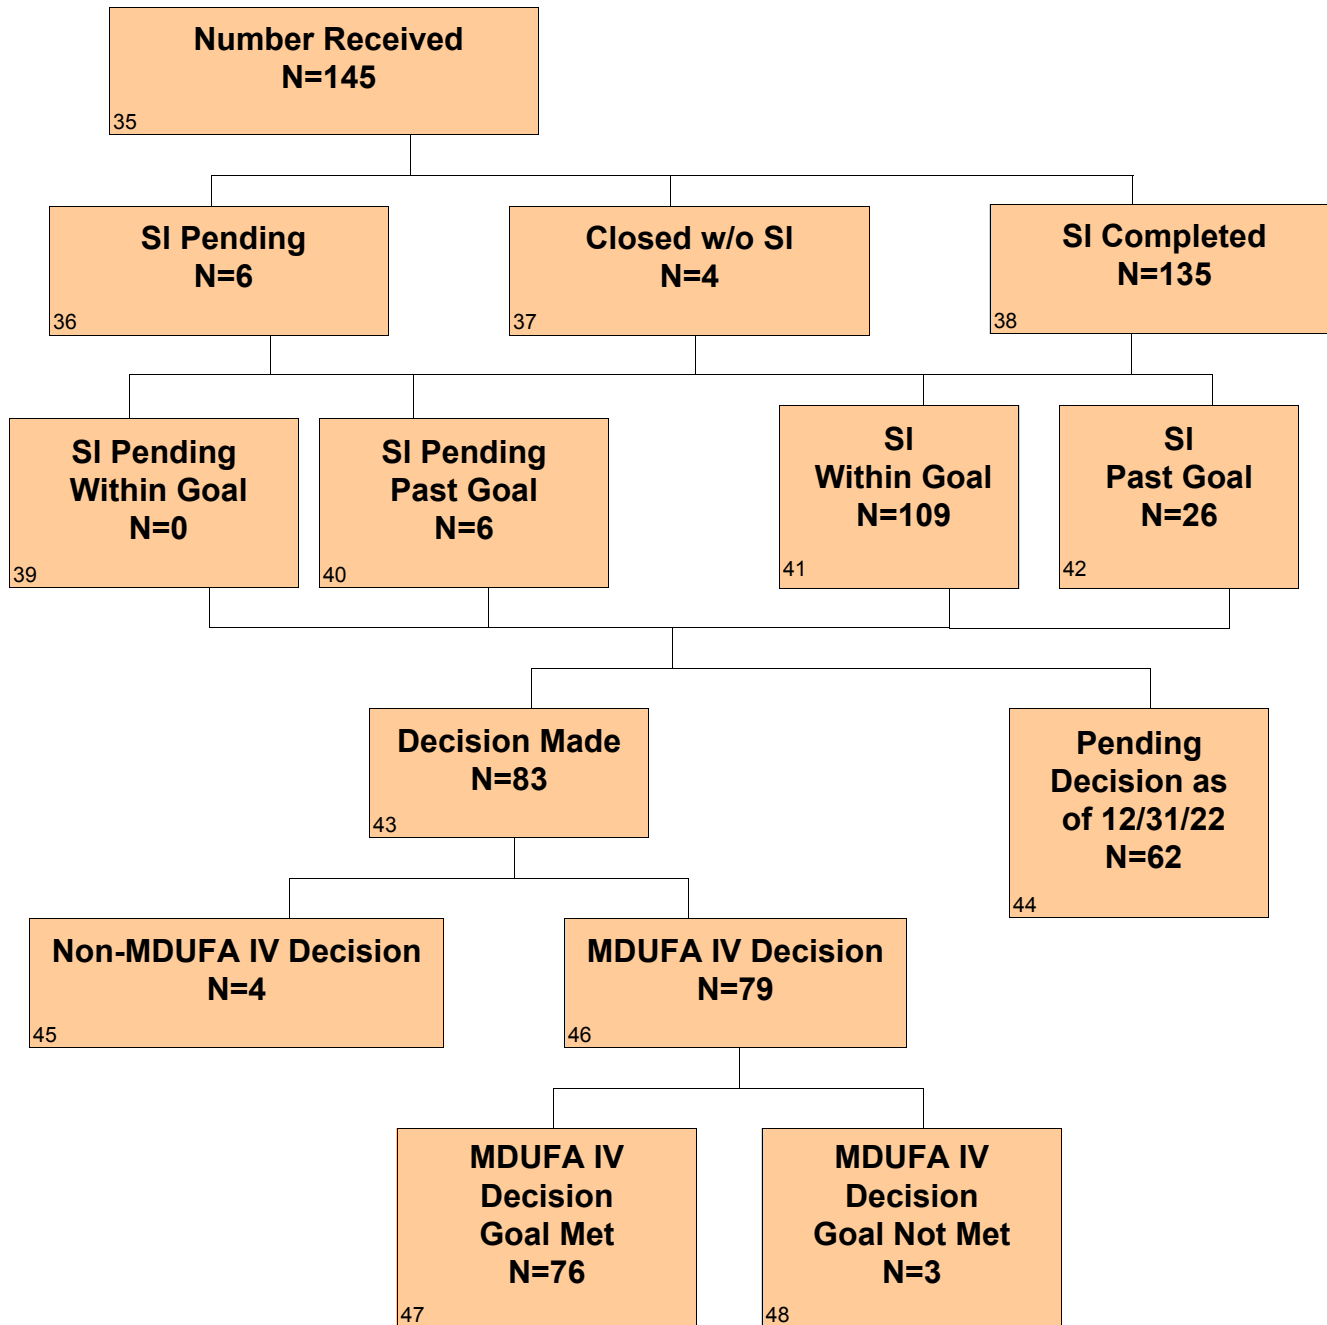 Number Received
N=145
35
SI Pending
N=6
36
Closed w/o SI
N=4
37
SI Completed
N=135
38
SI Pending
Within Goal
N=0
39
SI Pending
Past Goal
N=6
40
SI
Within Goal
N=109
41
SI
Past Goal
N=26
42
Decision Made
N=83
43
Pending
Decision as
of 12/31/22
N=62
44
Non-MDUFA IV Decision
N=4
45
MDUFA IV Decision
N=79
46
MDUFA IV
Decision
Goal Met
N=76
47
MDUFA IV
Decision
Goal Not Met
N=3
48